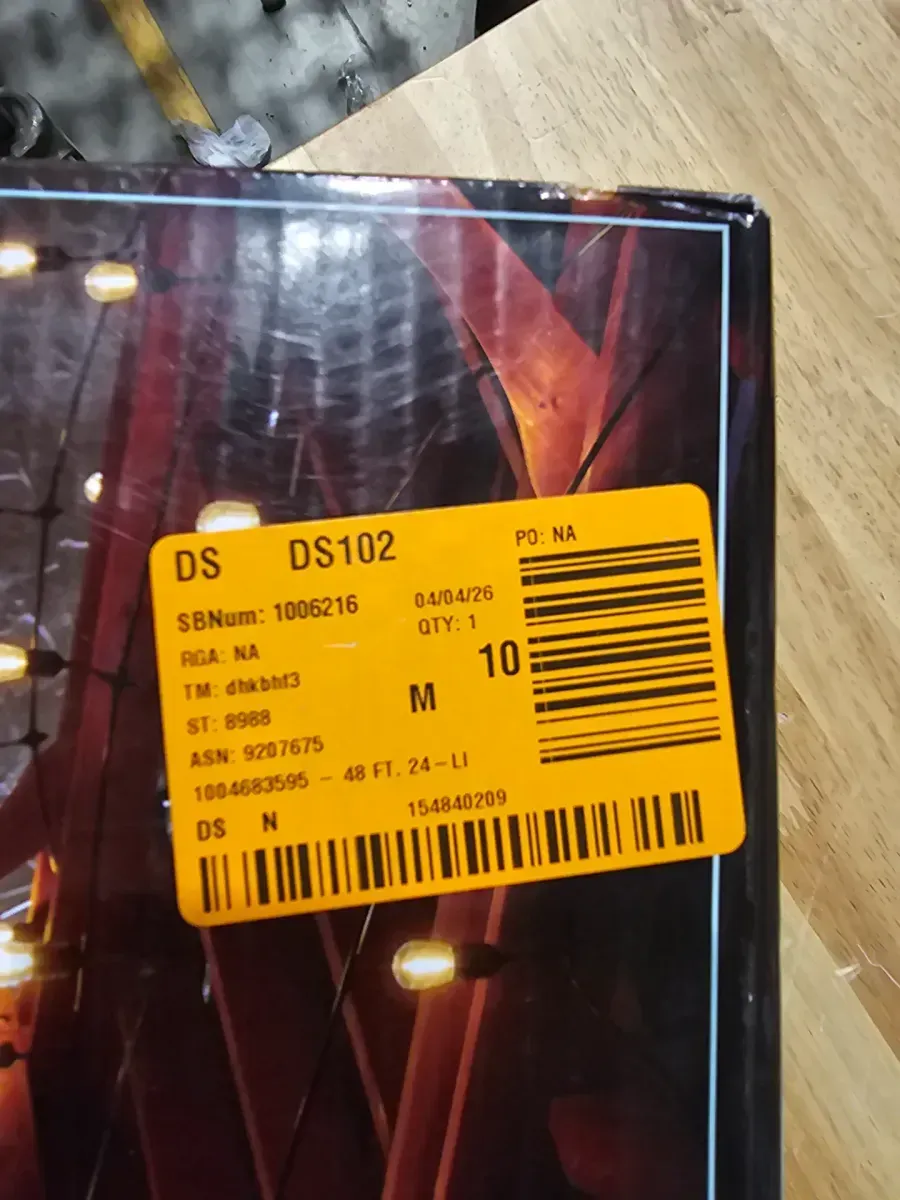 DS DS102 PO: NA
SBNum: 1006216 04/04/26
RGA: NA QTY: 1
TM: dhkbhf3 M 10
ST: 8988
ASN: 9207675
1004683595 - 48 FT. 24-LI
DS N 154840209